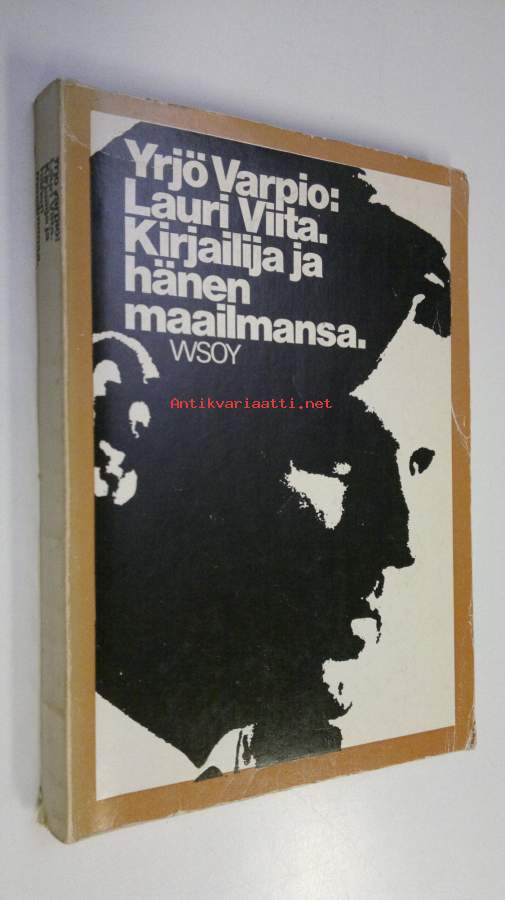 Yrjö Varpio:
Lauri Viita.
Kirjailija ja
hänen
maailmansa.
WSOY
Antikvariaatti.net